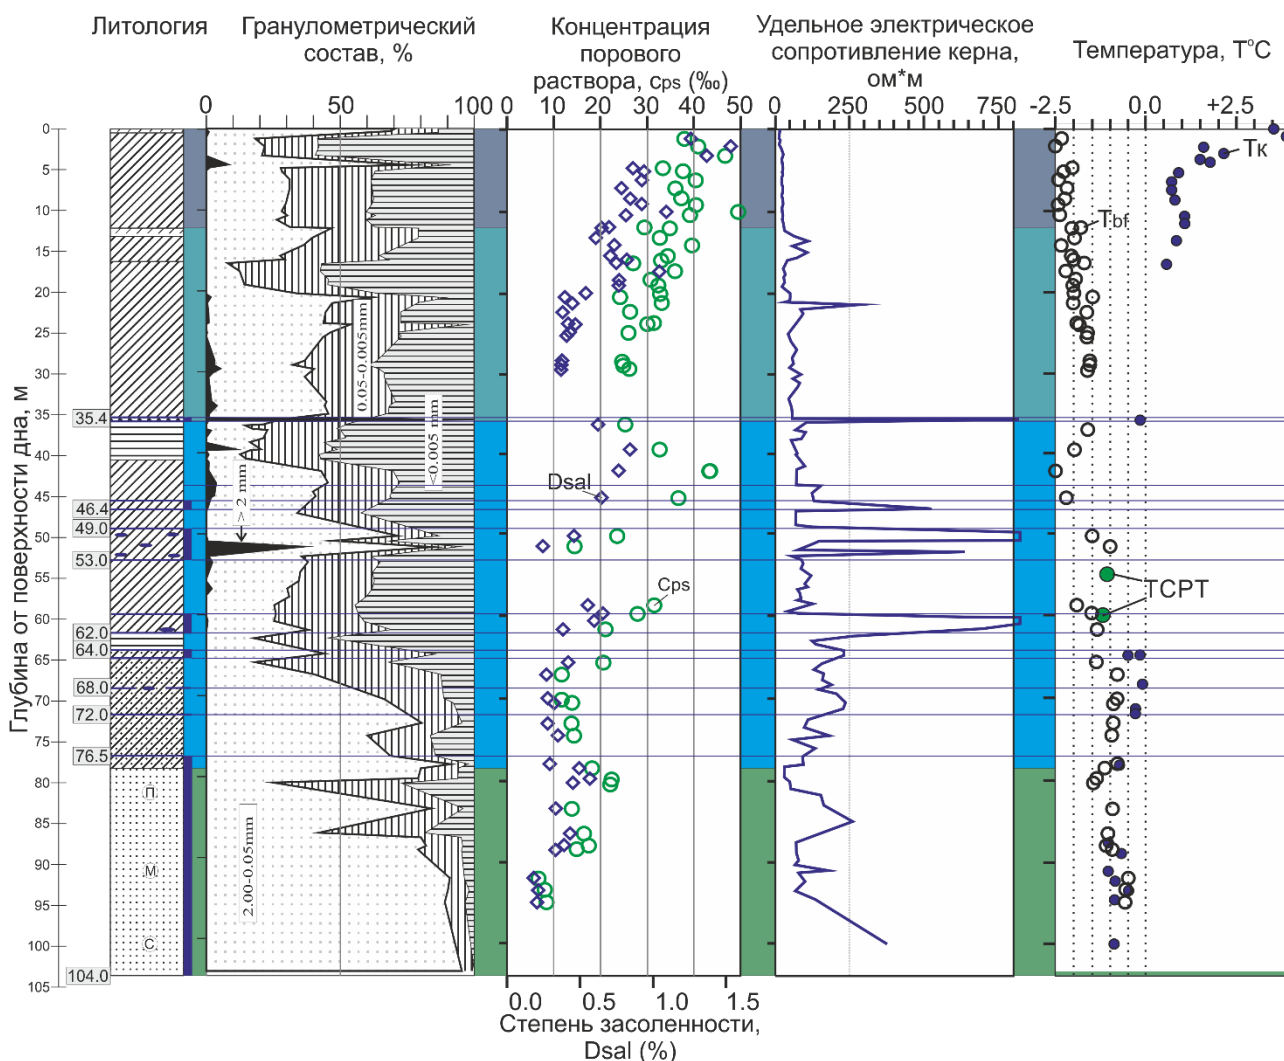 Литология
Гранулометрический
состав, %
Концентрация
порового
раствора, cps (‰)
Удельное электрическое
сопротивление керна,
ом*м
Температура, T°C
0 50 100
0 10 20 30 40 50
0 250 500 750
-2.5 0.0 +2.5
Глубина от поверхности дна, м
0
5
10
15
20
25
30
35
40
45
50
55
60
65
70
75
80
85
90
95
100
105
35.4
46.4
49.0
53.0
62.0
64.0
68.0
72.0
76.5
104.0
П
М
С
>2 mm
2.00-0.05mm
0.05-0.005mm
<0.005 mm
Dsal
Cps
Tк
Tbf
TCPT
0.0 0.5 1.0 1.5
Степень засоленности,
Dsal (%)